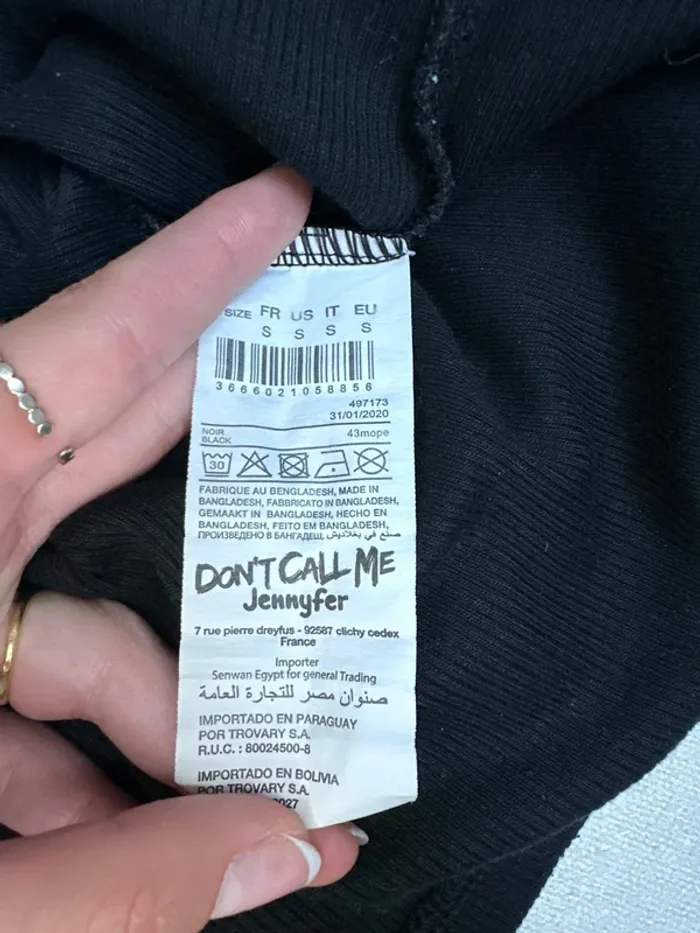 SIZE FR US IT EU
S S S S
3666021058856
497173
31/01/2020
NOIR
BLACK
43mope
30
FABRIQUE AU BENGLADESH, MADE IN
BANGLADESH, FABBRICATO IN BANGLADESH,
GEMAAKT IN BANGLADESH, HECHO EN
BANGLADESH, FEITO EM BANGLADESH,
ПРОИЗВЕДЕНО В БАНГАДЕШ, صنع في بغلاديش
DON'T CALL ME
Jennyfer
7 rue pierre dreyfus - 92587 clichy cedex
France
Importer
Senwan Egypt for general Trading
صنوان مصر للتجارة العامة
IMPORTADO EN PARAGUAY
POR TROVARY S.A.
R.U.C. : 80024500-8
IMPORTADO EN BOLIVIA
POR TROVARY S.A.
027